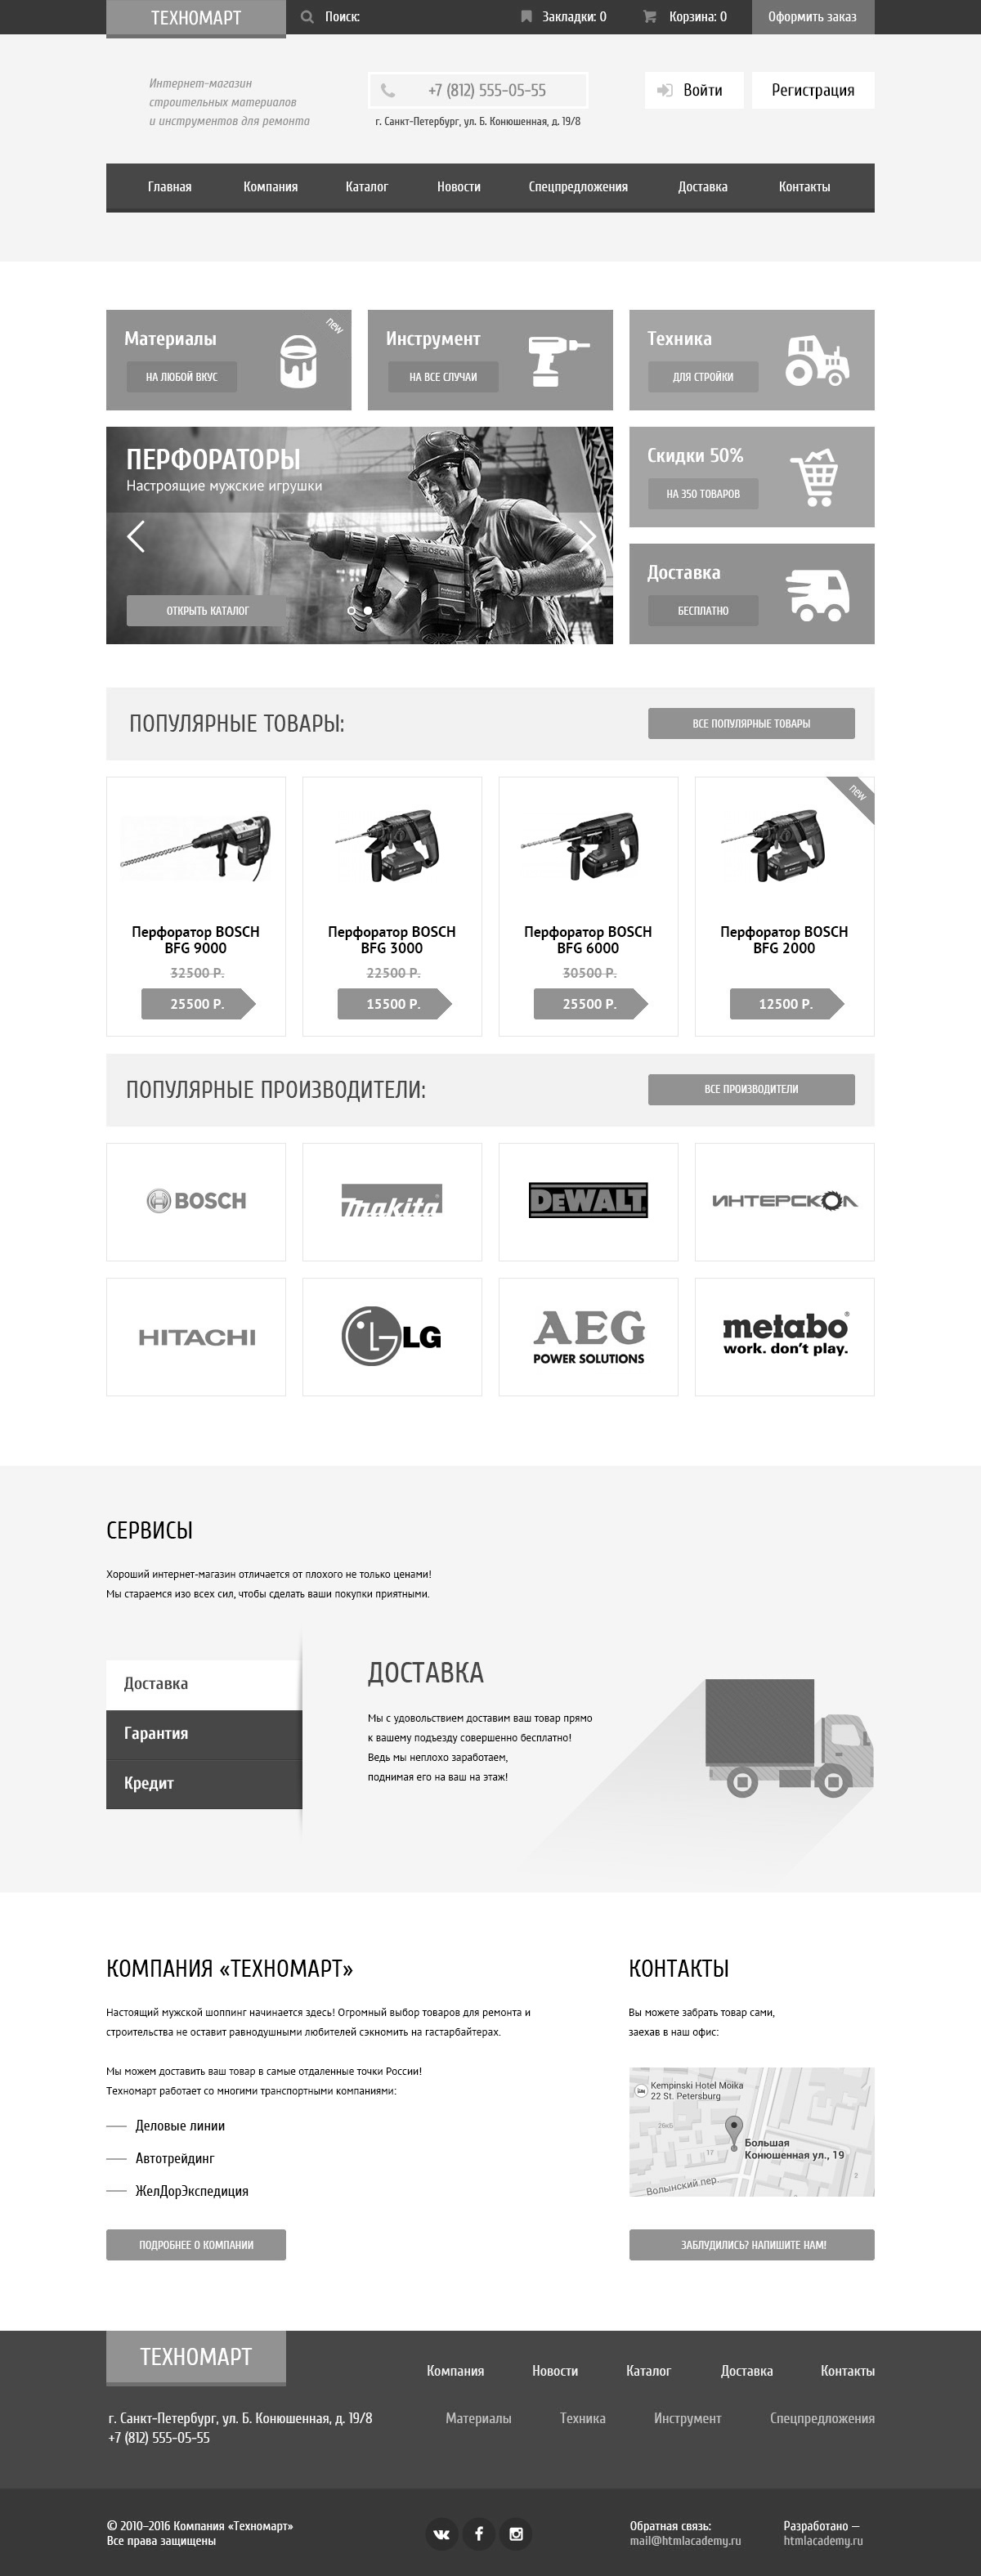 ТЕХНОМАРТ
Поиск:
Закладки: 0
Корзина: 0
Оформить заказ
Интернет-магазин
строительных материалов
и инструментов для ремонта
+7 (812) 555-05-55
г. Санкт-Петербург, ул. Б. Конюшенная, д. 19/8
Войти
Регистрация
Главная
Компания
Каталог
Новости
Спецпредложения
Доставка
Контакты
Материалы
НА ЛЮБОЙ ВКУС
new
Инструмент
НА ВСЕ СЛУЧАИ
Техника
ДЛЯ СТРОЙКИ
ПЕРФОРАТОРЫ
Настроящие мужские игрушки
BOSCH
ОТКРЫТЬ КАТАЛОГ
Скидки 50%
НА 350 ТОВАРОВ
Доставка
БЕСПЛАТНО
ПОПУЛЯРНЫЕ ТОВАРЫ:
ВСЕ ПОПУЛЯРНЫЕ ТОВАРЫ
Перфоратор BOSCH
BFG 9000
32500 Р.
25500 Р.
Перфоратор BOSCH
BFG 3000
22500 Р.
15500 Р.
Перфоратор BOSCH
BFG 6000
30500 Р.
25500 Р.
new
Перфоратор BOSCH
BFG 2000
12500 Р.
ПОПУЛЯРНЫЕ ПРОИЗВОДИТЕЛИ:
ВСЕ ПРОИЗВОДИТЕЛИ
BOSCH
makita
DEWALT
ИНТЕРСКОЛ
HITACHI
LG
AEG
POWER SOLUTIONS
metabo®
work. don't play.
СЕРВИСЫ
Хороший интернет-магазин отличается от плохого не только ценами!
Мы стараемся изо всех сил, чтобы сделать ваши покупки приятными.
Доставка
Гарантия
Кредит
ДОСТАВКА
Мы с удовольствием доставим ваш товар прямо
к вашему подъезду совершенно бесплатно!
Ведь мы неплохо заработаем,
поднимая его на ваш на этаж!
КОМПАНИЯ «ТЕХНОМАРТ»
Настоящий мужской шоппинг начинается здесь! Огромный выбор товаров для ремонта и
строительства не оставит равнодушными любителей сэкномить на гастарбайтерах.
Мы можем доставить ваш товар в самые отдаленные точки России!
Техномарт работает со многими транспортными компаниями:
Деловые линии
Автотрейдинг
ЖелДорЭкспедиция
ПОДРОБНЕЕ О КОМПАНИИ
КОНТАКТЫ
Вы можете забрать товар сами,
заехав в наш офис:
Kempinski Hotel Moika
22 St. Petersburg
26к5
Большая
Конюшенная ул., 19
17
2
Волынский пер.
ЗАБЛУДИЛИСЬ? НАПИШИТЕ НАМ!
ТЕХНОМАРТ
Компания
Новости
Каталог
Доставка
Контакты
г. Санкт-Петербург, ул. Б. Конюшенная, д. 19/8
+7 (812) 555-05-55
Материалы
Техника
Инструмент
Спецпредложения
© 2010–2016 Компания «Техномарт»
Все права защищены
Обратная связь:
mail@htmlacademy.ru
Разработано —
htmlacademy.ru